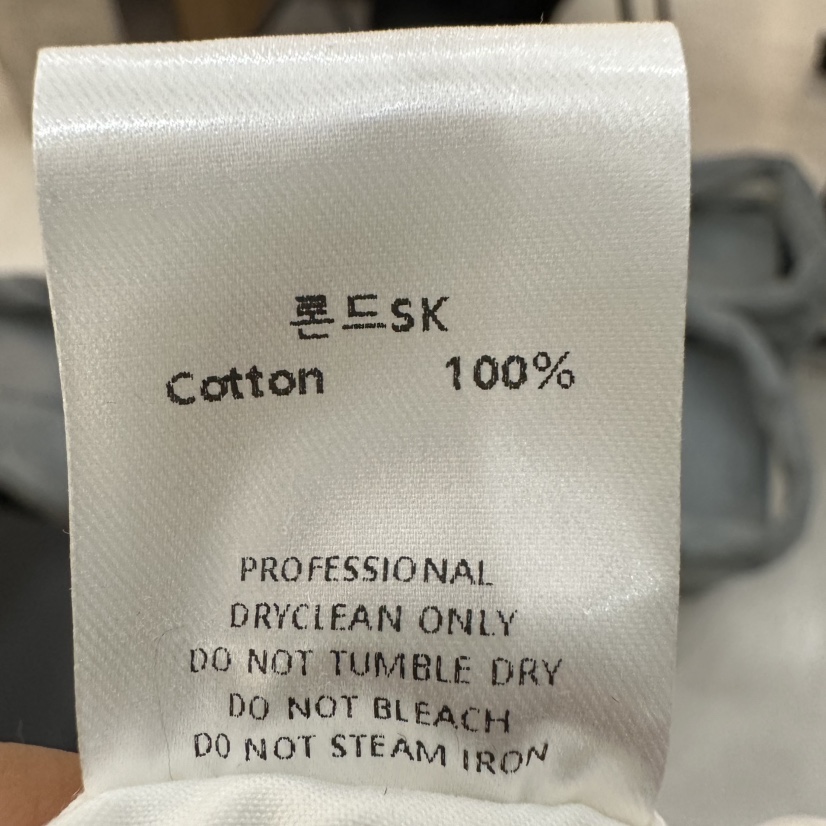 론드SK
Cotton 100%
PROFESSIONAL
DRYCLEAN ONLY
DO NOT TUMBLE DRY
DO NOT BLEACH
DO NOT STEAM IRON